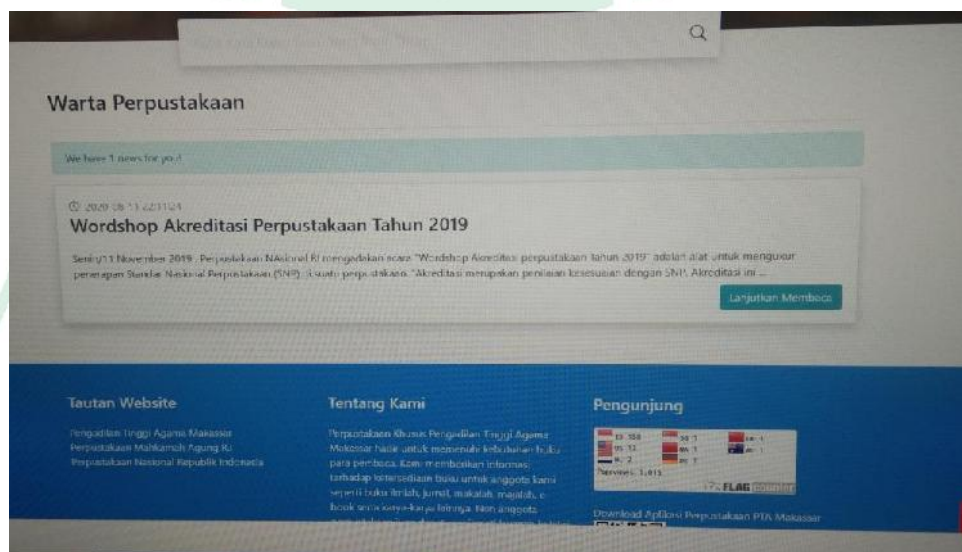 Warta Perpustakaan
We have 1 news for you!
Wordshop Akreditasi Perpustakaan Tahun 2019
Senin/11 November 2019. Perpustakaan NAsional RI mengadakan acara "Wordshop Akreditasi perpustakaan tahun 2019" adalah alat untuk mengukur
penerapan Standar Nasional Perpustakaan (SNP) suatu perpustakaan. "Akreditasi merupakan penilaian kesesuaian dengan SNP. Akreditasi ini ...
Lanjutkan Membaca
Tautan Website
Pengadilan Tinggi Agama Makassar
Perpustakaan Mahkamah Agung RI
Perpustakaan Nasional Republik Indonesia
Tentang Kami
Perpustakaan Khusus Pengadilan Tinggi Agama
Makassar hadir untuk memenuhi kebutuhan buku
para pembaca. Kami memberikan informasi
terhadap ketersediaan buku untuk anggota kami
seperti buku ilmiah, jurnal, makalah, majalah, e-
book serta karya-karya lainnya. Non anggota
Pengunjung
Pageviews: 1,015
FLAG counter
Download Aplikasi Perpustakaan PTA Makassar